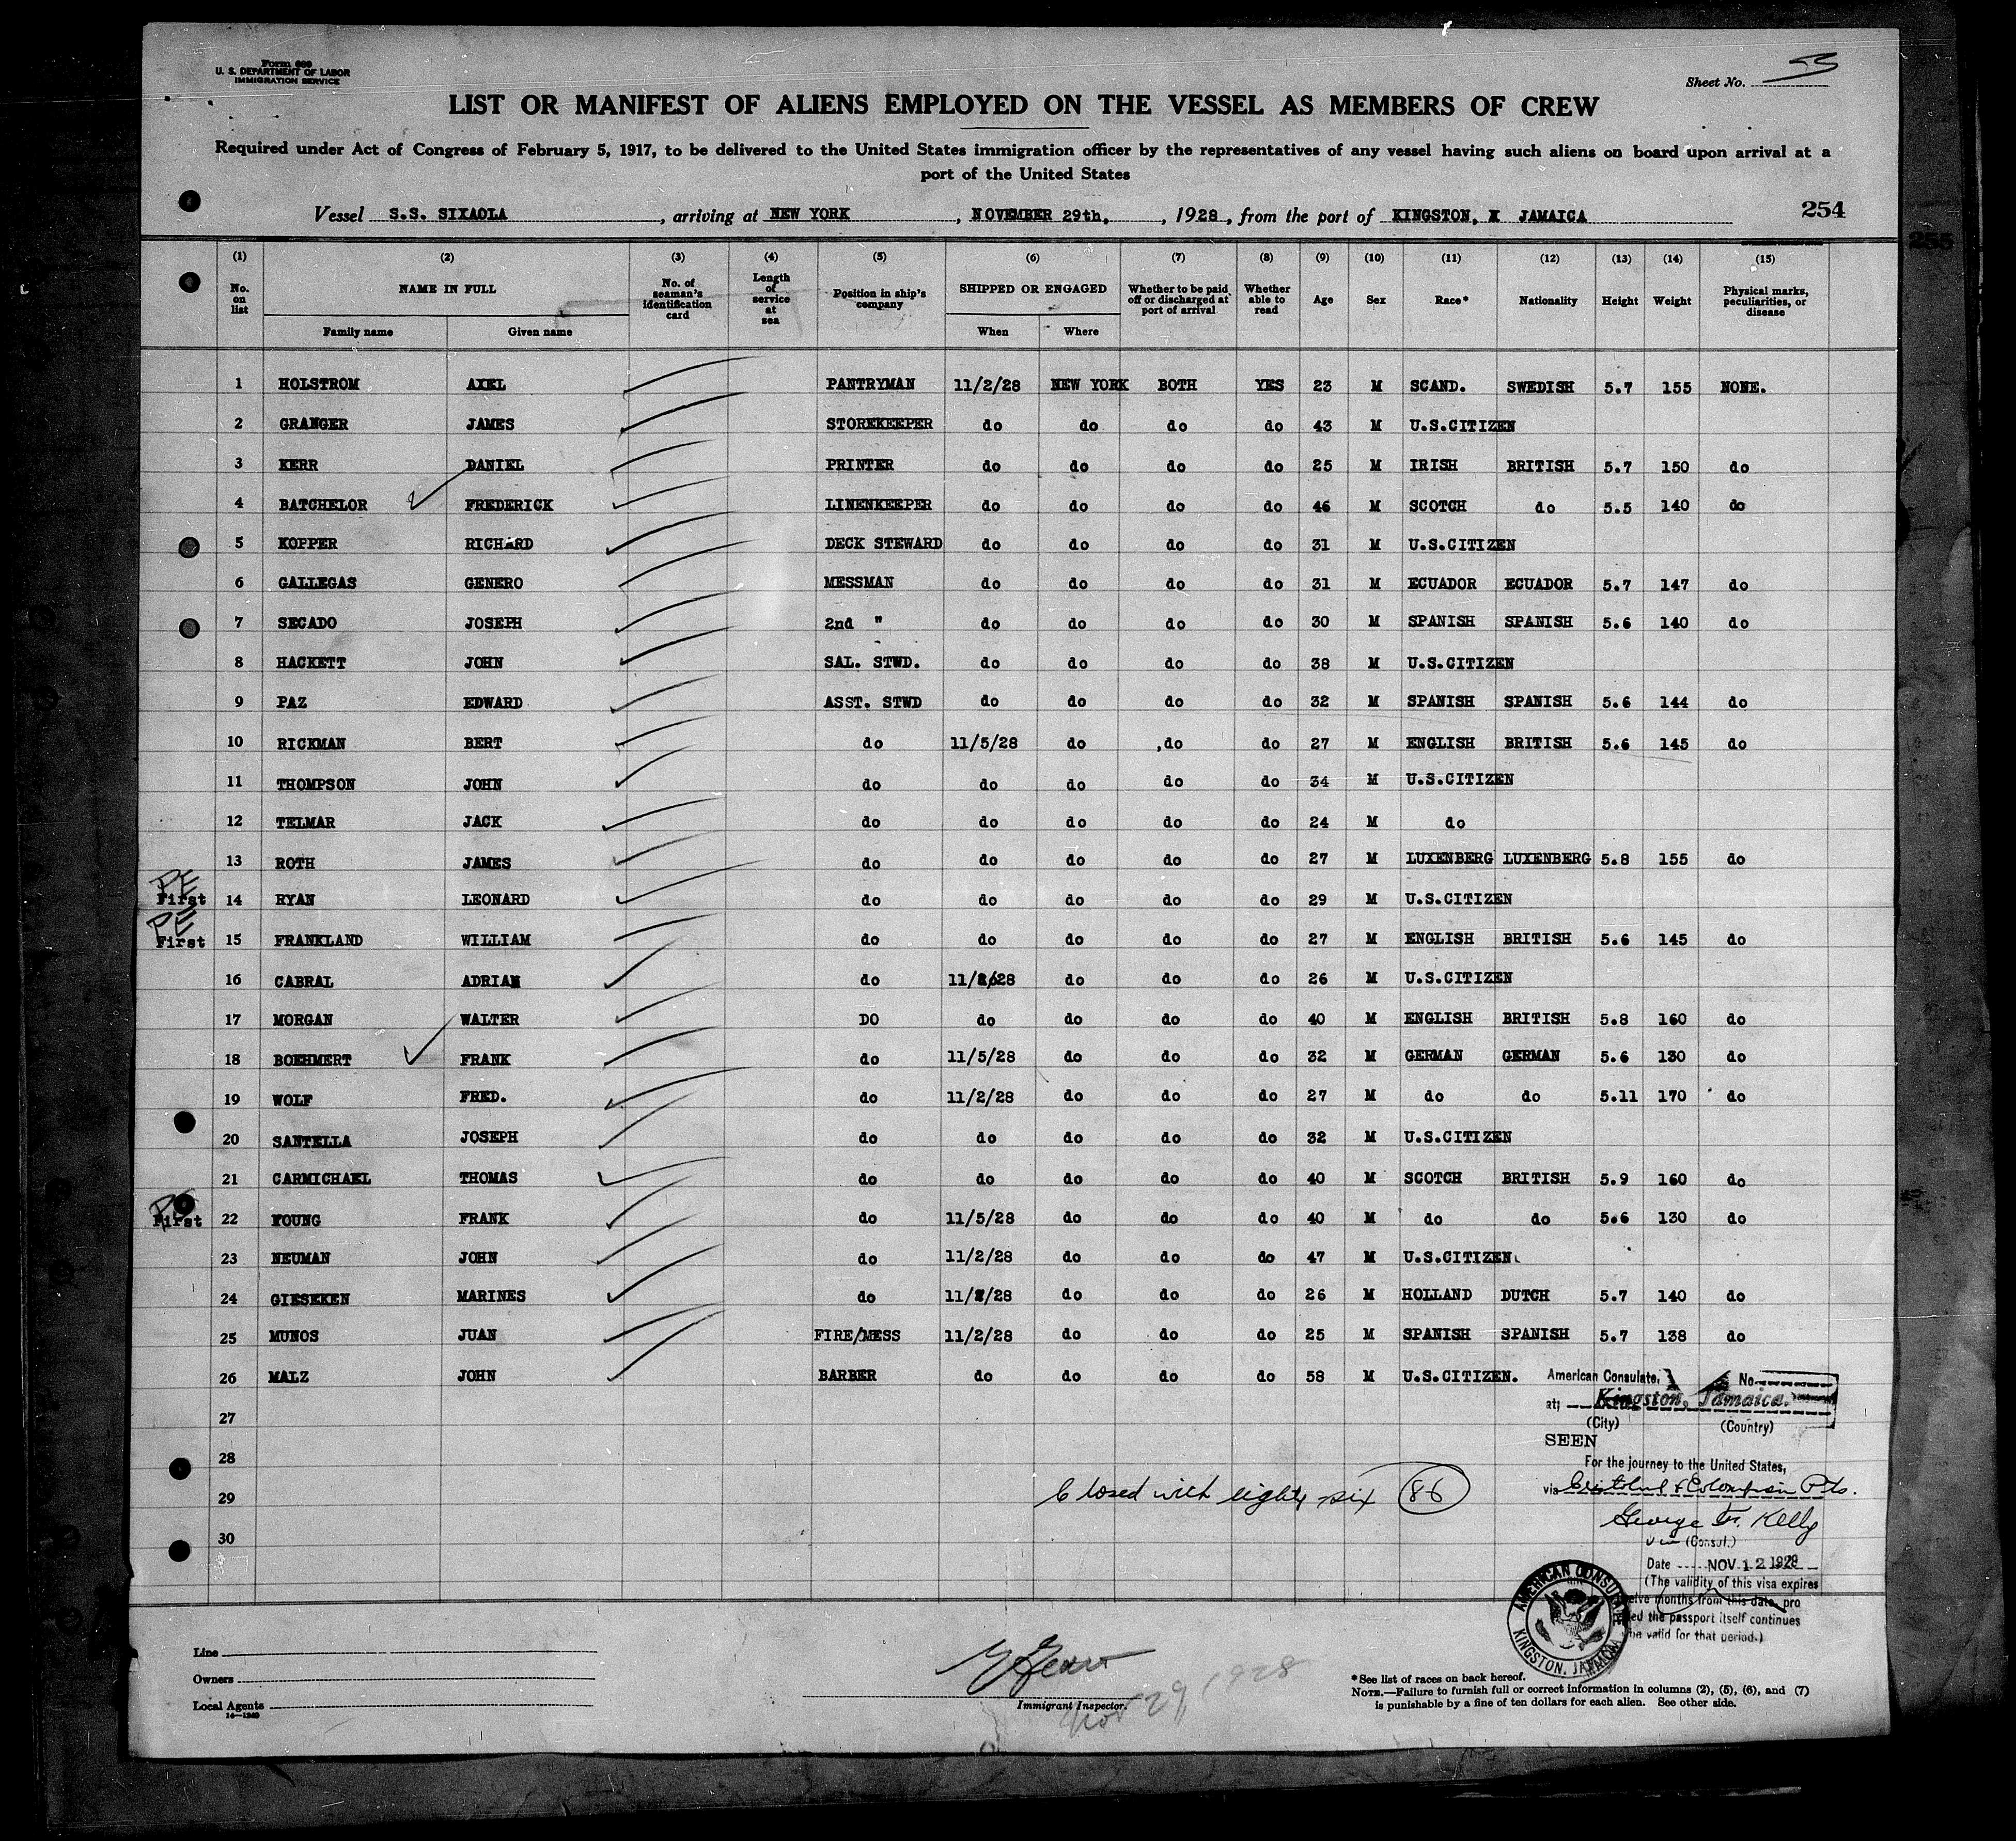 Form 689
U. S. DEPARTMENT OF LABOR
IMMIGRATION SERVICE
Sheet No.
LIST OR MANIFEST OF ALIENS EMPLOYED ON THE VESSEL AS MEMBERS OF CREW
Required under Act of Congress of February 5, 1917, to be delivered to the United States immigration officer by the representatives of any vessel having such aliens on board upon arrival at a
port of the United States
Vessel S.S. SIXAOLA, arriving at NEW YORK, NOVEMBER 29th, , 1928, from the port of KINGSTON, X JAMAICA 254
255
(1) (2) (3) (4) (5) (6) (7) (8) (9) (10) (11) (12) (13) (14) (15)
No. on list NAME IN FULL Family name Given name No. of seaman's identification card Length of service at sea Position in ship's company SHIPPED OR ENGAGED When Where Whether to be paid off or discharged at port of arrival Whether able to read Age Sex Race* Nationality Height Weight Physical marks, peculiarities, or disease
1 HOLSTROM AXEL PANTRYMAN 11/2/28 NEW YORK BOTH YES 23 M SCAND. SWEDISH 5.7 155 NONE.
2 GRANGER JAMES STOREKEEPER do do do do 43 M U.S.CITIZEN
3 KERR DANIEL PRINTER do do do do 25 M IRISH BRITISH 5.7 150 do
4 BATCHELOR FREDERICK LINENKEEPER do do do do 46 M SCOTCH do 5.5 140 do
5 KOPPER RICHARD DECK STEWARD do do do do 31 M U.S.CITIZEN
6 GALLEGAS GENERO MESSMAN do do do do 31 M ECUADOR ECUADOR 5.7 147 do
7 SECADO JOSEPH 2nd " do do do do 30 M SPANISH SPANISH 5.6 140 do
8 HACKETT JOHN SAL. STWD. do do do do 38 M U.S.CITIZEN
9 PAZ EDWARD ASST. STWD do do do do 32 M SPANISH SPANISH 5.6 144 do
10 RICKMAN BERT do 11/5/28 do do do 27 M ENGLISH BRITISH 5.6 145 do
11 THOMPSON JOHN do do do do do 34 M U.S.CITIZEN
12 TELMAR JACK do do do do do 24 M do
13 ROTH JAMES do do do do do 27 M LUXENBERG LUXENBERG 5.8 155 do
PE
First 14 RYAN LEONARD do do do do do 29 M U.S.CITIZEN
PE
First 15 FRANKLAND WILLIAM do do do do do 27 M ENGLISH BRITISH 5.6 145 do
16 CABRAL ADRIAN do do do do 26 M U.S.CITIZEN
17 MORGAN WALTER DO do do do do 40 M ENGLISH BRITISH 5.8 160 do
18 BOEHMERT FRANK do 11/5/28 do do do 32 M GERMAN GERMAN 5.6 130 do
19 WOLF FRED. do 11/2/28 do do do 27 M do do 5.11 170 do
20 SANTELLA JOSEPH do do do do do 32 M U.S.CITIZEN
21 CARMICHAEL THOMAS do do do do do 40 M SCOTCH BRITISH 5.9 160 do
First 22 YOUNG FRANK do 11/5/28 do do do 40 M do do 5.6 130 do
23 NEUMAN JOHN do 11/2/28 do do do 47 M U.S.CITIZEN
24 GIESEKEN MARINES do 11/2/28 do do do 26 M HOLLAND DUTCH 5.7 140 do
25 MUNOS JUAN FIRE/MESS 11/2/28 do do do 25 M SPANISH SPANISH 5.7 138 do
26 MALZ JOHN BARBER do do do do 58 M U.S.CITIZEN.
27
28
29
30
American Consulate, No.
at; Kingston, Jamaica.
(City) (Country)
SEEN
For the journey to the United States,
via Cristobal & Colombian Pts.
George F. Kelly
(Consul.)
Date NOV 12 1928
(The validity of this visa expires
months from this date, pro
the passport itself continues
be valid for that period.)
Closed with eighty six 86
AMERICAN CONSULATE
KINGSTON, JAMAICA
Line
Owners
Local Agents
14—1240
Immigrant Inspector.
Nov 29 1928
*See list of races on back hereof.
NOTE.—Failure to furnish full or correct information in columns (2), (5), (6), and (7)
is punishable by a fine of ten dollars for each alien. See other side.